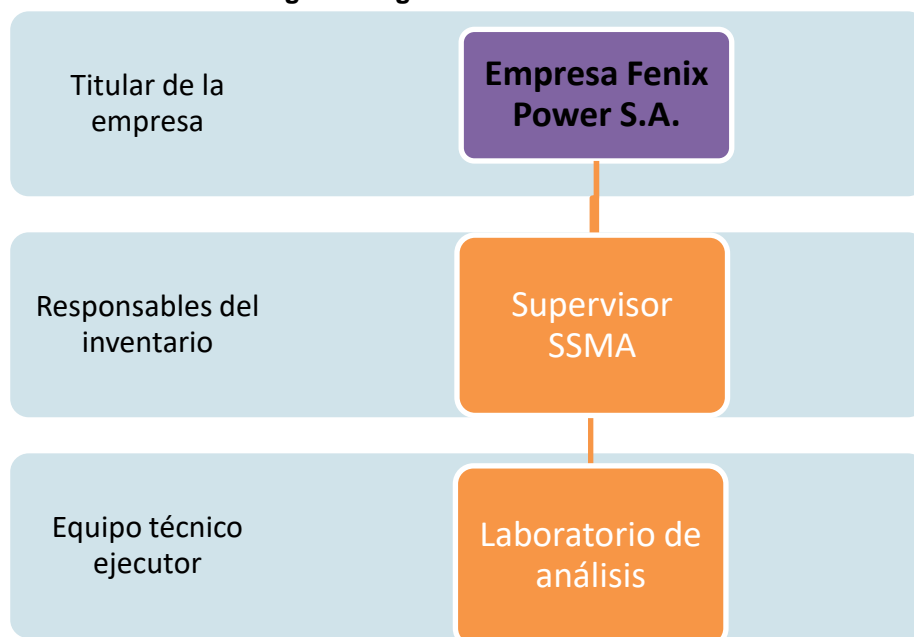 Titular de la
empresa
Empresa Fenix
Power S.A.
Responsables del
inventario
Supervisor
SSMA
Equipo técnico
ejecutor
Laboratorio de
análisis